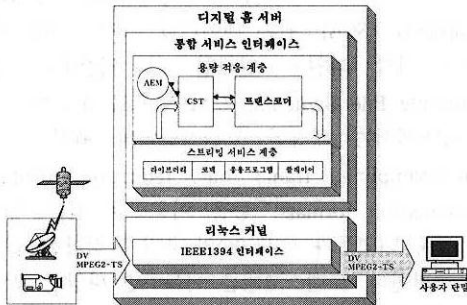 디지털 홈 서버
통합 서비스 인터페이스
용량 적응 계층
AEM
CST
트랜스코더
스트리밍 서비스 계층
라이브러리
코덱
응용프로그램
플레이어
리눅스 커널
IEEE1394 인터페이스
DV
MPEG2-TS
DV
MPEG2-TS
사용자 단말